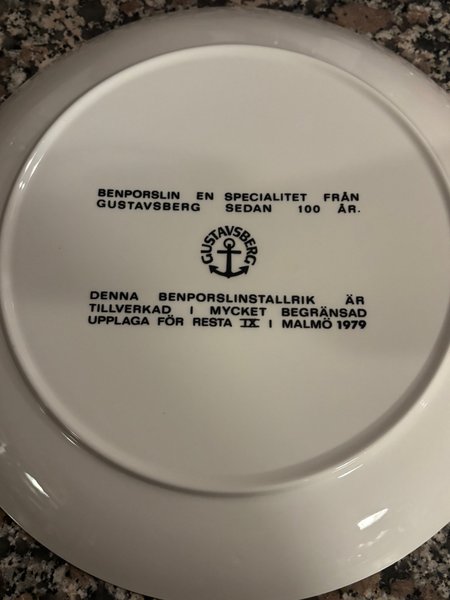 BENPORSLIN EN SPECIALITET FRÅN
GUSTAVSBERG SEDAN 100 ÅR.
GUSTAVSBERG
DENNA BENPORSLINSTALLRIK ÄR
TILLVERKAD I MYCKET BEGRÄNSAD
UPPLAGA FÖR RESTA IX I MALMÖ 1979